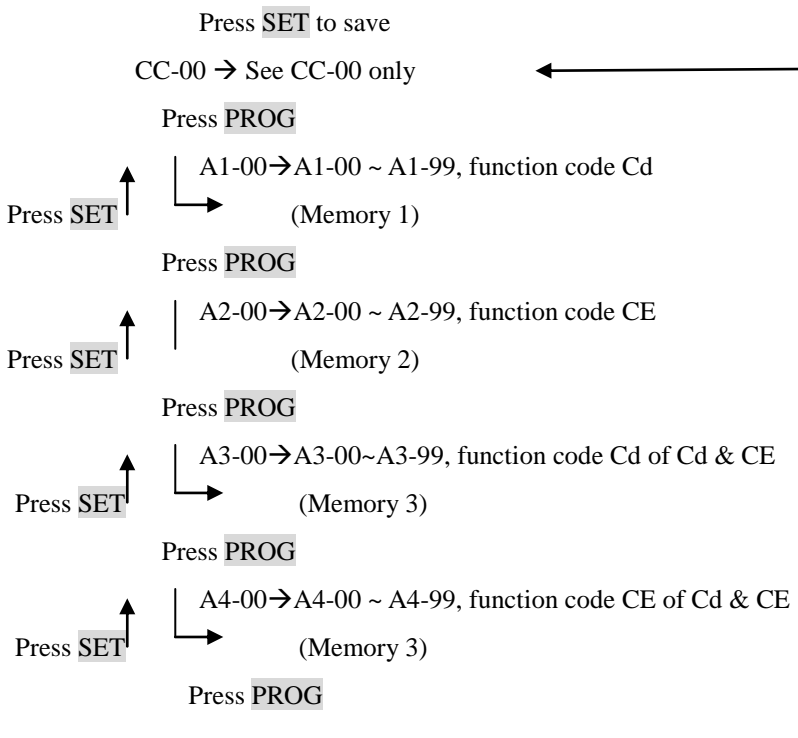 Press SET to save
CC-00 → See CC-00 only
Press PROG
A1-00→A1-00 ~ A1-99, function code Cd
Press SET (Memory 1)
Press PROG
A2-00→A2-00 ~ A2-99, function code CE
Press SET (Memory 2)
Press PROG
A3-00→A3-00~A3-99, function code Cd of Cd & CE
Press SET (Memory 3)
Press PROG
A4-00→A4-00 ~ A4-99, function code CE of Cd & CE
Press SET (Memory 3)
Press PROG